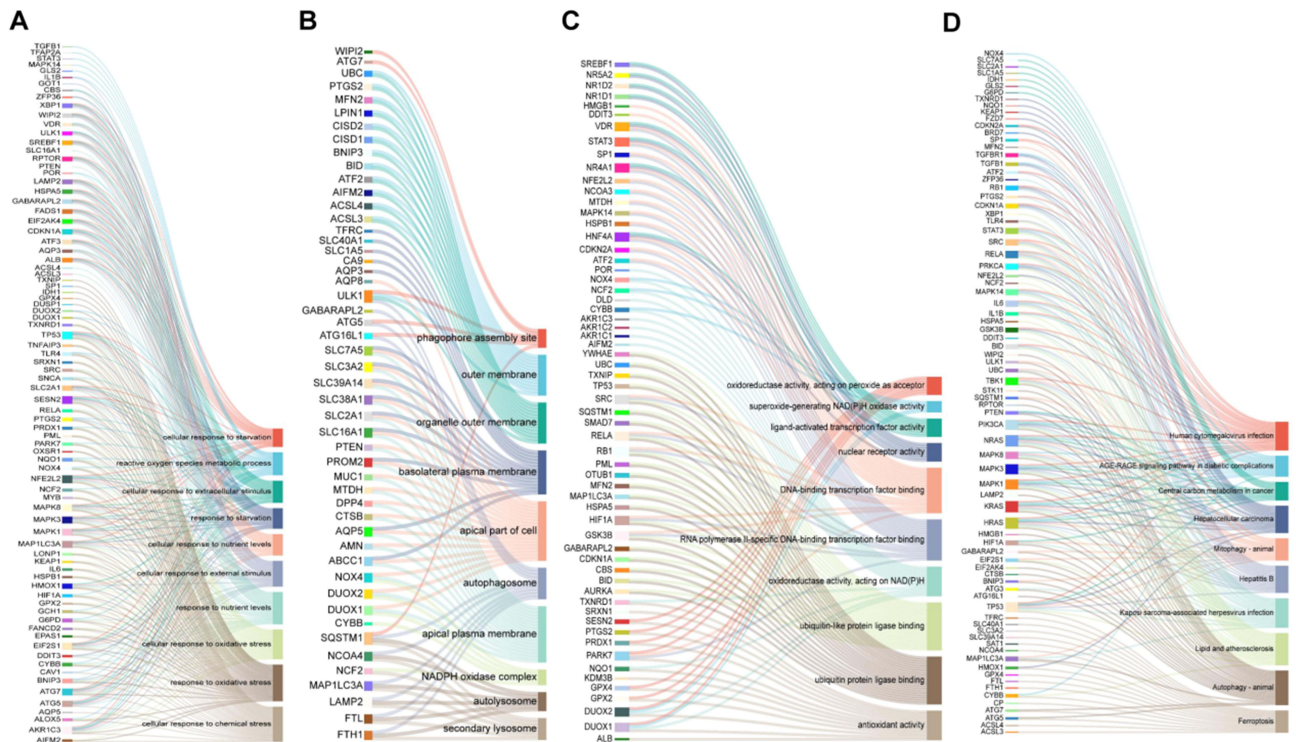 A
TGFB1
TFAP2A
STAT3
MAPK14
GLS2
IL1B
GOT1
CBS
ZFP36
XBP1
WIPI2
VDR
ULK1
SREBF1
SLC16A1
RPTOR
PTEN
POR
LAMP2
HSPA5
GABARAPL2
FADS1
EIF2AK4
CDKN1A
ATF3
AQP3
ALB
ACSL4
ACSL3
TXNIP
SP1
IDH1
GPX4
DUSP1
DUOX2
DUOX1
TXNRD1
TP53
TNFAIP3
TLR4
SRXN1
SRC
SNCA
SLC2A1
SESN2
RELA
PTGS2
PRDX1
PML
PARK7
OXSR1
NQO1
NOX4
NFE2L2
NCF2
MYB
MAPK8
MAPK3
MAPK1
MAP1LC3A
LONP1
KEAP1
IL6
HSPB1
HMOX1
HIF1A
GPX2
GCH1
G6PD
FANCD2
EPAS1
EIF2S1
DDIT3
CYBB
CAV1
BNIP3
ATG7
ATG5
AQP5
ALOX5
AKR1C3
AIFM2
cellular response to starvation
reactive oxygen species metabolic process
cellular response to extracellular stimulus
response to starvation
cellular response to nutrient levels
cellular response to external stimulus
response to nutrient levels
cellular response to oxidative stress
response to oxidative stress
cellular response to chemical stress
B
WIPI2
ATG7
UBC
PTGS2
MFN2
LPIN1
CISD2
CISD1
BNIP3
BID
ATF2
AIFM2
ACSL4
ACSL3
TFRC
SLC40A1
SLC1A5
CA9
AQP3
AQP8
ULK1
GABARAPL2
ATG5
ATG16L1
SLC7A5
SLC3A2
SLC39A14
SLC38A1
SLC2A1
SLC16A1
PTEN
PROM2
MUC1
MTDH
DPP4
CTSB
AQP5
AMN
ABCC1
NOX4
DUOX2
DUOX1
CYBB
SQSTM1
NCOA4
NCF2
MAP1LC3A
LAMP2
FTL
FTH1
phagophore assembly site
outer membrane
organelle outer membrane
basolateral plasma membrane
apical part of cell
autophagosome
apical plasma membrane
NADPH oxidase complex
autolysosome
secondary lysosome
C
SREBF1
NR5A2
NR1D2
NR1D1
HMGB1
DDIT3
VDR
STAT3
SP1
NR4A1
NFE2L2
NCOA3
MTDH
MAPK14
HSPB1
HNF4A
CDKN2A
ATF2
POR
NOX4
NCF2
DLD
CYBB
AKR1C3
AKR1C2
AKR1C1
AIFM2
YWHAE
UBC
TXNIP
TP53
SRC
SQSTM1
SMAD7
RELA
RB1
PML
OTUB1
MFN2
MAP1LC3A
HSPA5
HIF1A
GSK3B
GABARAPL2
CDKN1A
CBS
BID
AURKA
TXNRD1
SRXN1
SESN2
PTGS2
PRDX1
PARK7
NQO1
KDM3B
GPX4
GPX2
DUOX2
DUOX1
ALB
oxidoreductase activity, acting on peroxide as acceptor
superoxide-generating NAD(P)H oxidase activity
ligand-activated transcription factor activity
nuclear receptor activity
DNA-binding transcription factor binding
RNA polymerase II-specific DNA-binding transcription factor binding
oxidoreductase activity, acting on NAD(P)H
ubiquitin-like protein ligase binding
ubiquitin protein ligase binding
antioxidant activity
D
NOX4
SLC7A5
SLC2A1
SLC1A5
IDH1
GLS2
G6PD
TXNRD1
NQO1
KEAP1
FZD7
CDKN2A
BRD7
SP1
MFN2
TGFBR1
TGFB1
ATF2
ZFP36
RB1
PTGS2
CDKN1A
XBP1
TLR4
STAT3
SRC
RELA
PRKCA
NFE2L2
NCF2
MAPK14
IL6
IL1B
HSPA5
GSK3B
DDIT3
BID
WIPI2
ULK1
UBC
TBK1
STK11
SQSTM1
RPTOR
PTEN
PIK3CA
NRAS
MAPK8
MAPK3
MAPK1
LAMP2
KRAS
HRAS
HMGB1
HIF1A
GABARAPL2
EIF2S1
EIF2AK4
CTSB
BNIP3
ATG3
ATG16L1
TP53
TFRC
SLC40A1
SLC3A2
SLC39A14
SAT1
NCOA4
MAP1LC3A
HMOX1
GPX4
FTL
FTH1
CYBB
CP
ATG7
ATG5
ACSL4
ACSL3
Human cytomegalovirus infection
AGE-RAGE signaling pathway in diabetic complications
Central carbon metabolism in cancer
Hepatocellular carcinoma
Mitophagy - animal
Hepatitis B
Kaposi sarcoma-associated herpesvirus infection
Lipid and atherosclerosis
Autophagy - animal
Ferroptosis